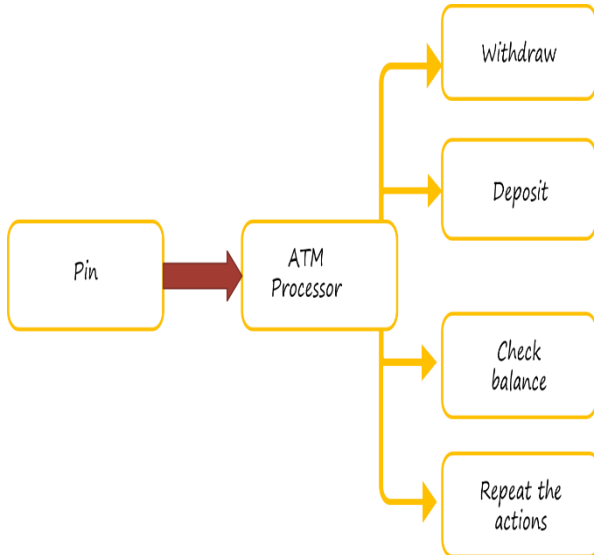 Pin
ATM
Processor
Withdraw
Deposit
Check
balance
Repeat the
actions